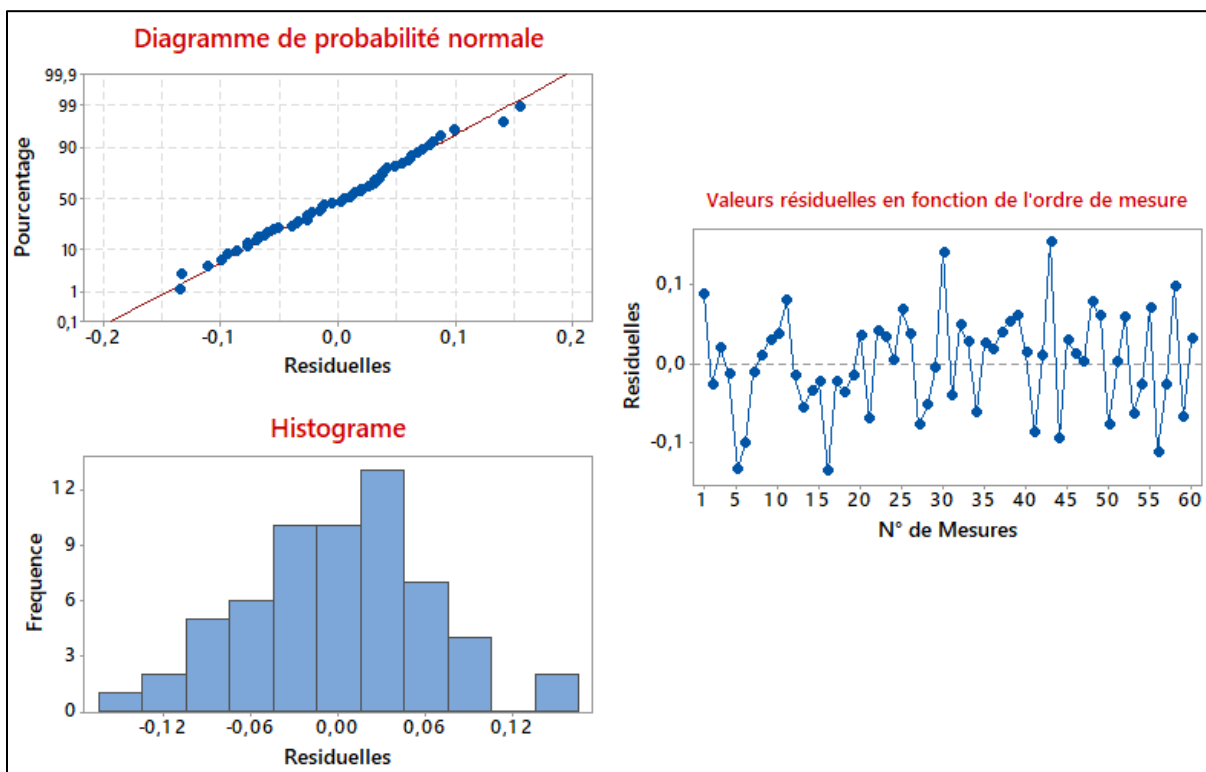 Diagramme de probabilité normale
99,9
99
90
50
10
1
0,1
Pourcentage
-0,2 -0,1 0,0 0,1 0,2
Residuelles
Histograme
12
9
6
3
0
Frequence
-0,12 -0,06 0,00 0,06 0,12
Residuelles
Valeurs résiduelles en fonction de l'ordre de mesure
0,1
0,0
-0,1
Residuelles
1 5 10 15 20 25 30 35 40 45 50 55 60
N° de Mesures